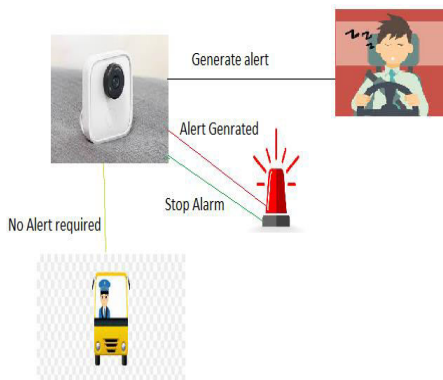 Generate alert
Alert Genrated
Stop Alarm
No Alert required